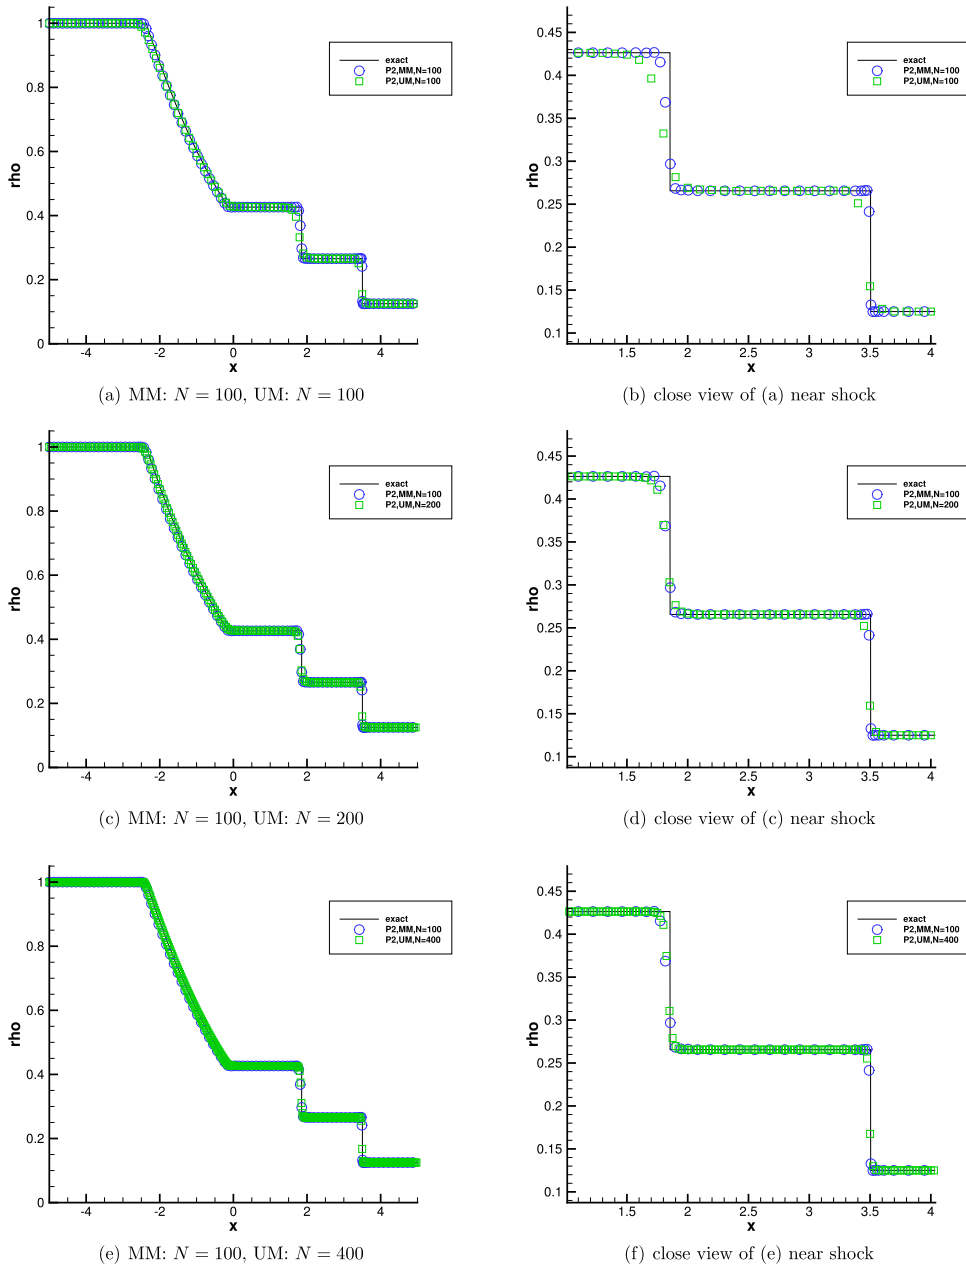 1
0.8
0.6
0.4
0.2
0
rho
-4
-2
0
2
4
x
exact
P2,MM,N=100
P2,UM,N=100
(a) MM: N = 100, UM: N = 100
0.45
0.4
0.35
0.3
0.25
0.2
0.15
0.1
rho
1.5
2
2.5
3
3.5
4
x
exact
P2,MM,N=100
P2,UM,N=100
(b) close view of (a) near shock
1
0.8
0.6
0.4
0.2
0
rho
-4
-2
0
2
4
x
exact
P2,MM,N=100
P2,UM,N=200
(c) MM: N = 100, UM: N = 200
0.45
0.4
0.35
0.3
0.25
0.2
0.15
0.1
rho
1.5
2
2.5
3
3.5
4
x
exact
P2,MM,N=100
P2,UM,N=200
(d) close view of (c) near shock
1
0.8
0.6
0.4
0.2
0
rho
-4
-2
0
2
4
x
exact
P2,MM,N=100
P2,UM,N=400
(e) MM: N = 100, UM: N = 400
0.45
0.4
0.35
0.3
0.25
0.2
0.15
0.1
rho
1.5
2
2.5
3
3.5
4
x
exact
P2,MM,N=100
P2,UM,N=400
(f) close view of (e) near shock